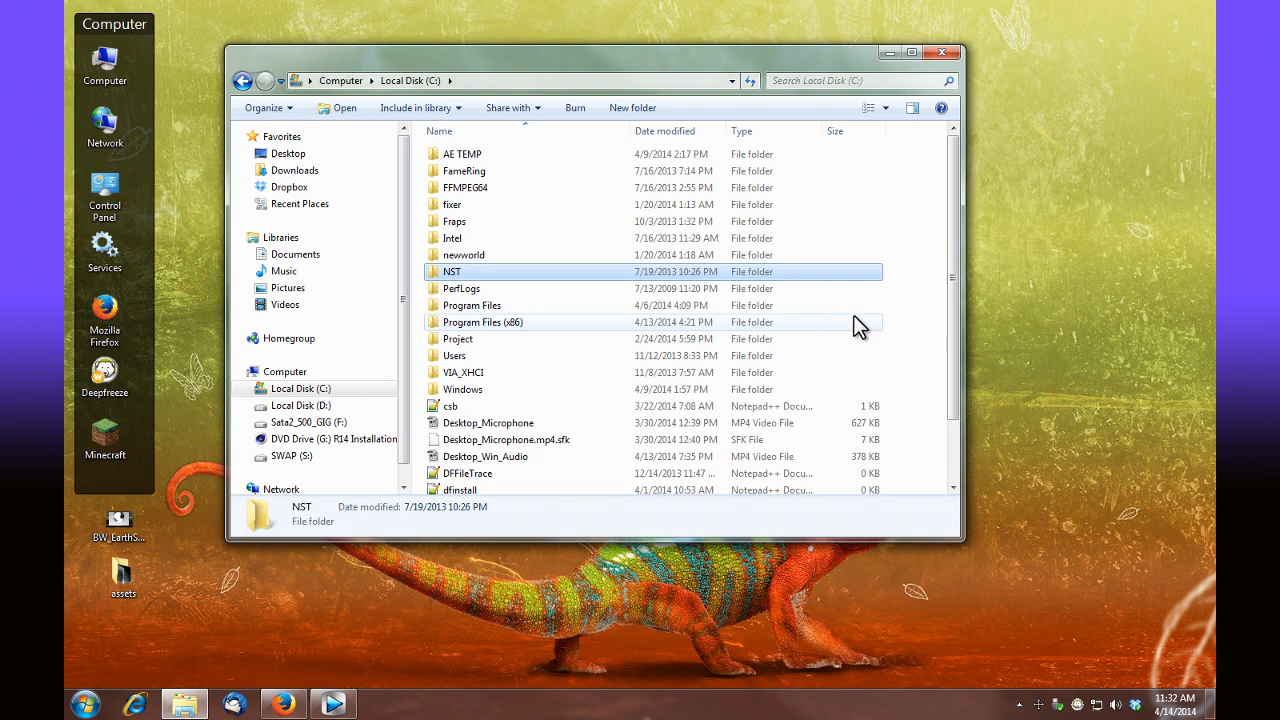 Computer
Computer
Network
Control
Panel
Services
Mozilla
Firefox
Deepfreeze
Minecraft
BW_EarthS...
assets
Computer Local Disk (C:)
Search Local Disk (C:)
Organize Open Include in library Share with Burn New folder
Favorites
Desktop
Downloads
Dropbox
Recent Places
Libraries
Documents
Music
Pictures
Videos
Homegroup
Computer
Local Disk (C:)
Local Disk (D:)
Sata2_500_GIG (F:)
DVD Drive (G:) R14 Installation
SWAP (S:)
Network
Name Date modified Type Size
AE TEMP 4/9/2014 2:17 PM File folder
FameRing 7/16/2013 7:14 PM File folder
FFMPEG64 7/16/2013 2:55 PM File folder
fixer 1/20/2014 1:13 AM File folder
Fraps 10/3/2013 1:32 PM File folder
Intel 7/16/2013 11:29 AM File folder
newworld 1/20/2014 1:18 AM File folder
NST 7/19/2013 10:26 PM File folder
PerfLogs 7/13/2009 11:20 PM File folder
Program Files 4/6/2014 4:09 PM File folder
Program Files (x86) 4/13/2014 4:21 PM File folder
Project 2/24/2014 5:59 PM File folder
Users 11/12/2013 8:33 PM File folder
VIA_XHCI 11/8/2013 7:57 AM File folder
Windows 4/9/2014 1:57 PM File folder
csb 3/22/2014 7:08 AM Notepad++ Docu... 1 KB
Desktop_Microphone 3/30/2014 12:39 PM MP4 Video File 627 KB
Desktop_Microphone.mp4.sfk 3/30/2014 12:40 PM SFK File 7 KB
Desktop_Win_Audio 4/13/2014 7:35 PM MP4 Video File 378 KB
DFFileTrace 12/14/2013 11:47 ... Notepad++ Docu... 0 KB
dfinstall 4/1/2014 10:53 AM Notepad++ Docu... 0 KB
NST Date modified: 7/19/2013 10:26 PM
File folder
11:32 AM
4/14/2014